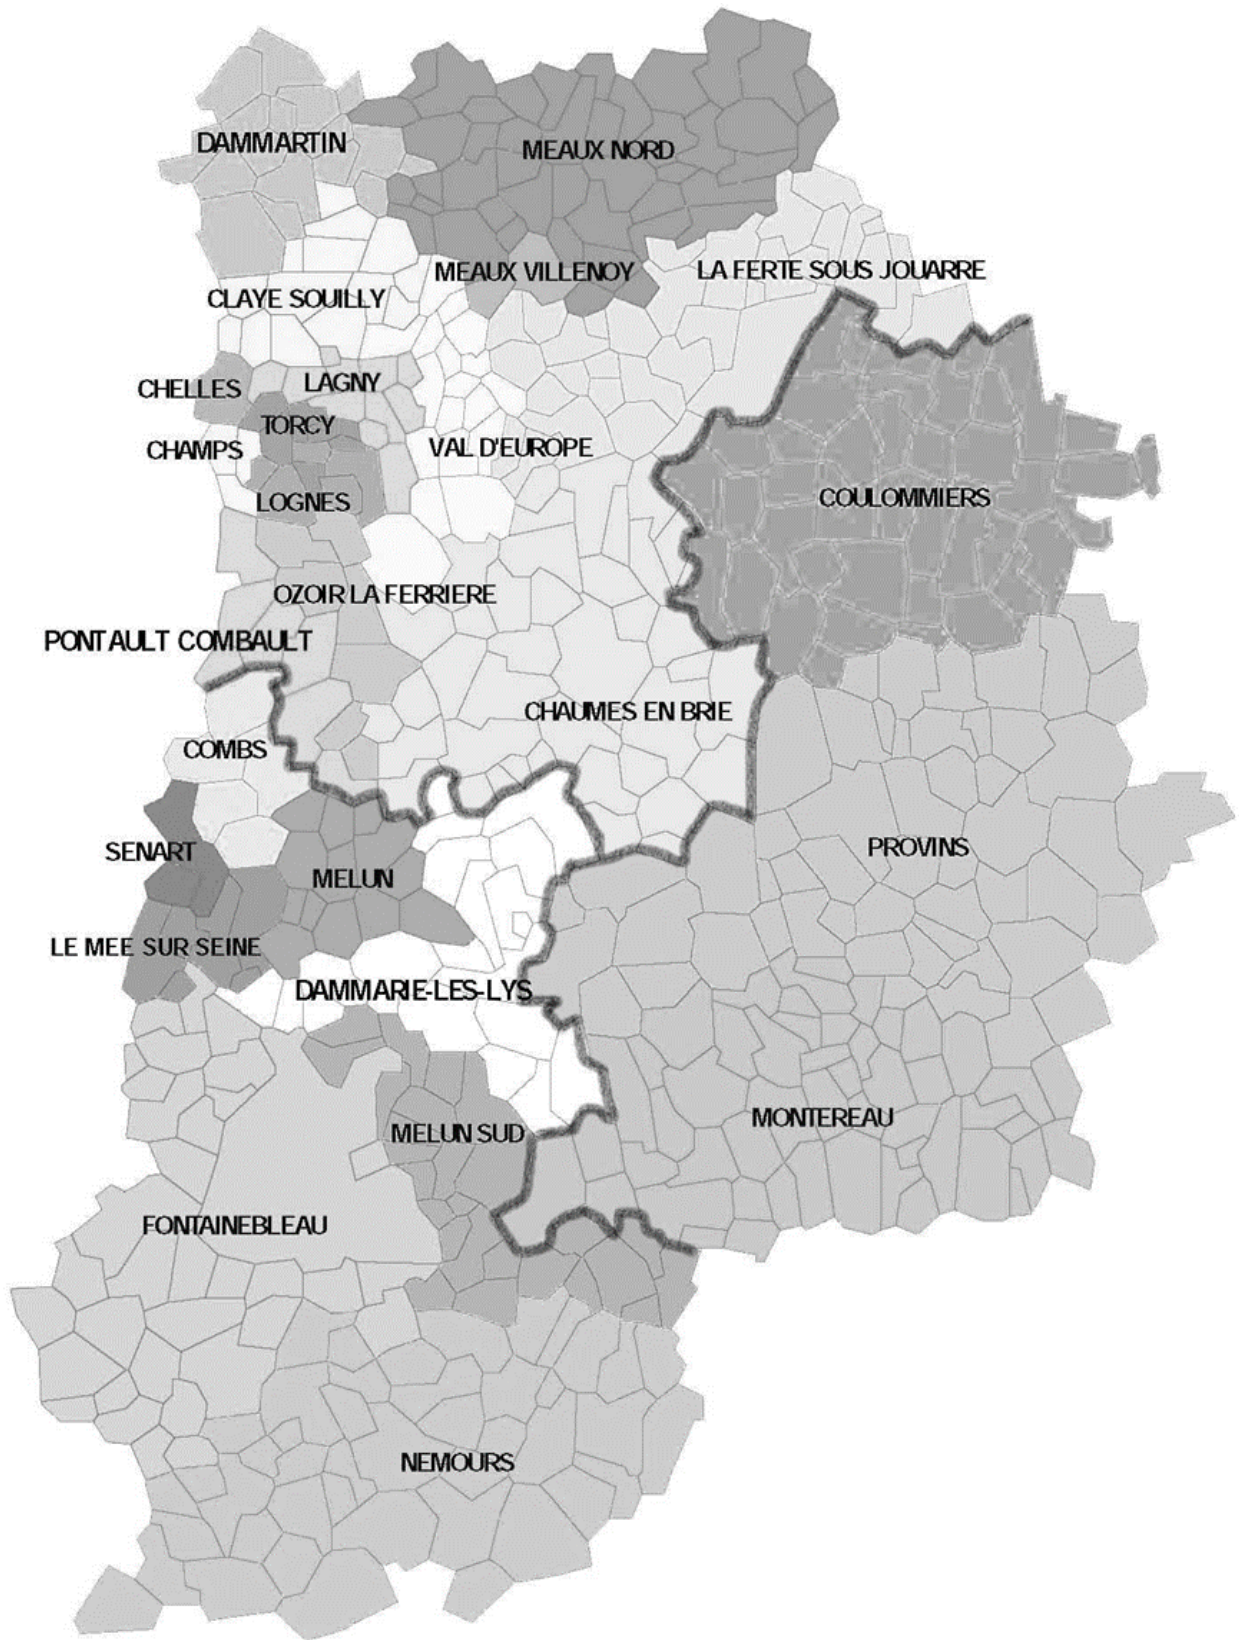 DAMMARTIN
MEAUX NORD
MEAUX VILLENOY
LA FERTE SOUS JOUARRE
CLAYE SOUILLY
CHELLES
LAGNY
TORCY
CHAMPS
VAL D'EUROPE
LOGNES
COULOMMIERS
OZOIR LA FERRIERE
PONTAULT COMBAULT
CHAUMES EN BRIE
COMBS
SENART
MELUN
PROVINS
LE MEE SUR SEINE
DAMMARIE-LES-LYS
MONTEREAU
MELUN SUD
FONTAINEBLEAU
NEMOURS